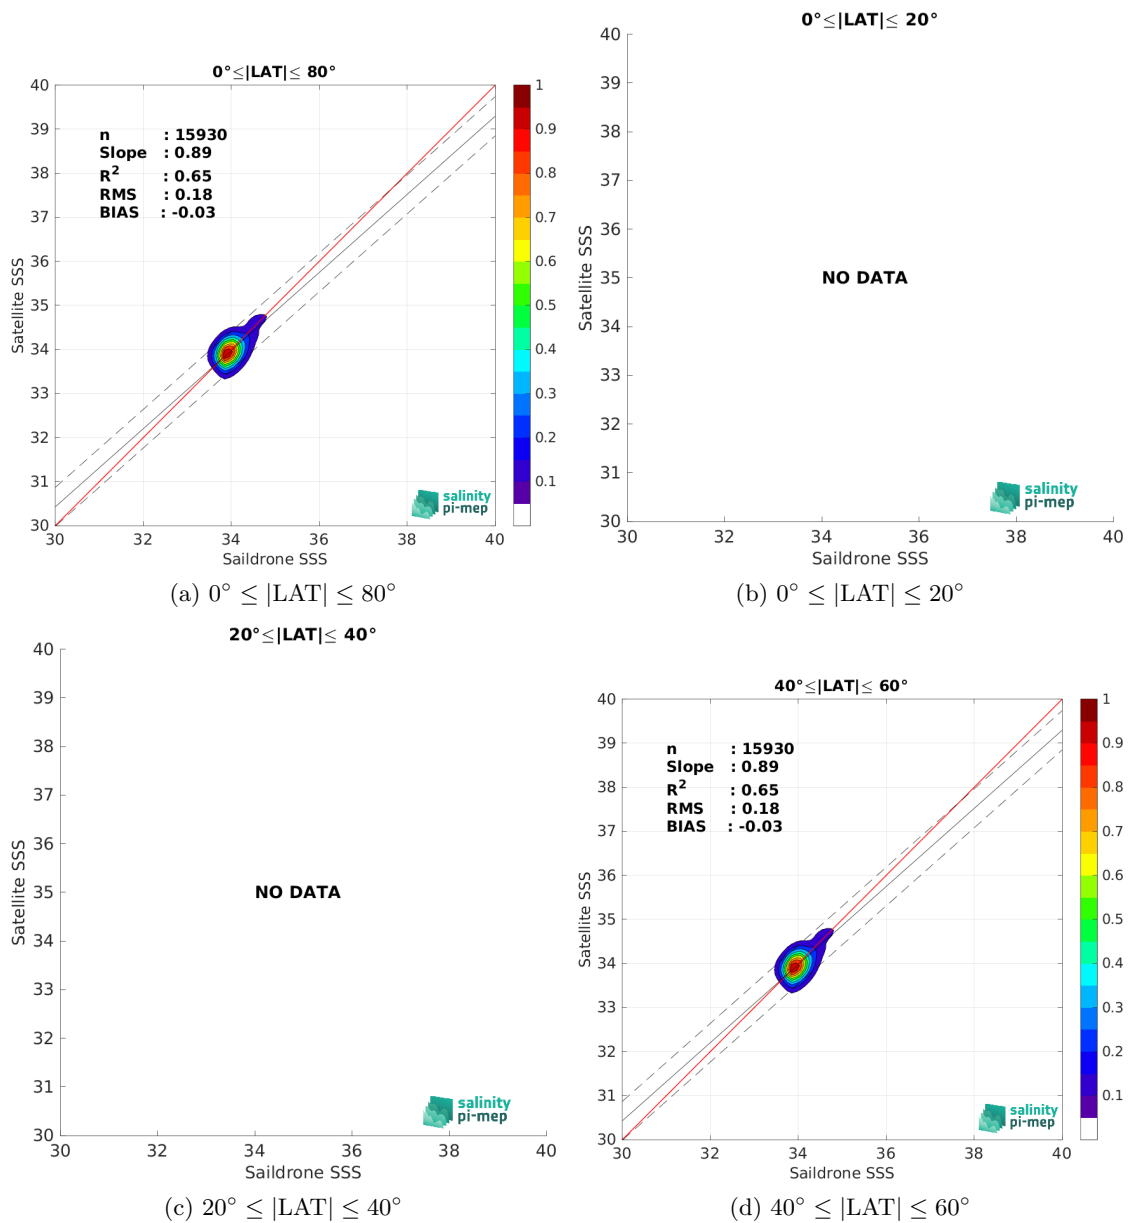 0°≤|LAT|≤ 80°
40
39
38
37
36
35
34
33
32
31
30
Satellite SSS
n : 15930
Slope : 0.89
R² : 0.65
RMS : 0.18
BIAS : -0.03
salinity
pi-mep
30 32 34 36 38 40
Saildrone SSS
1
0.9
0.8
0.7
0.6
0.5
0.4
0.3
0.2
0.1
(a) 0° ≤ |LAT| ≤ 80°
0°≤|LAT|≤ 20°
40
39
38
37
36
35
34
33
32
31
30
Satellite SSS
NO DATA
salinity
pi-mep
30 32 34 36 38 40
Saildrone SSS
(b) 0° ≤ |LAT| ≤ 20°
20°≤|LAT|≤ 40°
40
39
38
37
36
35
34
33
32
31
30
Satellite SSS
NO DATA
salinity
pi-mep
30 32 34 36 38 40
Saildrone SSS
(c) 20° ≤ |LAT| ≤ 40°
40°≤|LAT|≤ 60°
40
39
38
37
36
35
34
33
32
31
30
Satellite SSS
n : 15930
Slope : 0.89
R² : 0.65
RMS : 0.18
BIAS : -0.03
salinity
pi-mep
30 32 34 36 38 40
Saildrone SSS
1
0.9
0.8
0.7
0.6
0.5
0.4
0.3
0.2
0.1
(d) 40° ≤ |LAT| ≤ 60°